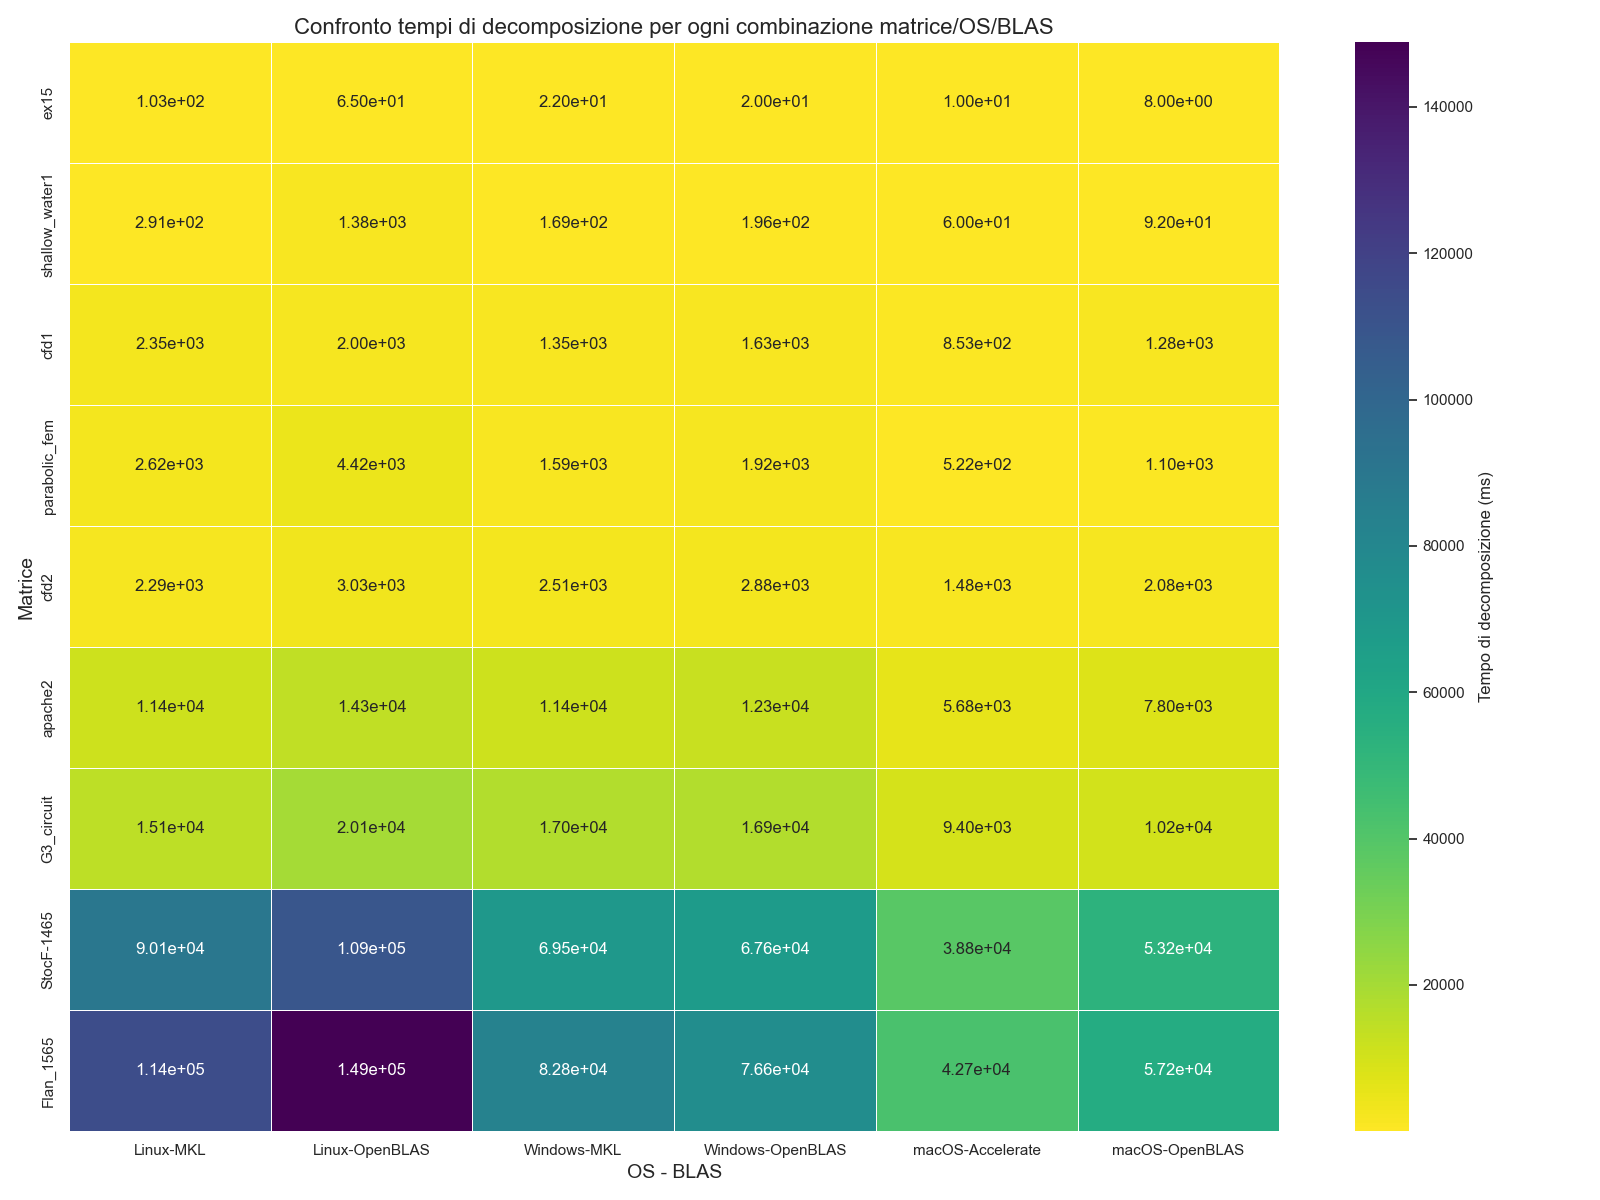 Confronto tempi di decomposizione per ogni combinazione matrice/OS/BLAS
Matrice
ex15 1.03e+02 6.50e+01 2.20e+01 2.00e+01 1.00e+01 8.00e+00
shallow_water1 2.91e+02 1.38e+03 1.69e+02 1.96e+02 6.00e+01 9.20e+01
cfd1 2.35e+03 2.00e+03 1.35e+03 1.63e+03 8.53e+02 1.28e+03
parabolic_fem 2.62e+03 4.42e+03 1.59e+03 1.92e+03 5.22e+02 1.10e+03
cfd2 2.29e+03 3.03e+03 2.51e+03 2.88e+03 1.48e+03 2.08e+03
apache2 1.14e+04 1.43e+04 1.14e+04 1.23e+04 5.68e+03 7.80e+03
G3_circuit 1.51e+04 2.01e+04 1.70e+04 1.69e+04 9.40e+03 1.02e+04
StocF-1465 9.01e+04 1.09e+05 6.95e+04 6.76e+04 3.88e+04 5.32e+04
Flan_1565 1.14e+05 1.49e+05 8.28e+04 7.66e+04 4.27e+04 5.72e+04
Linux-MKL Linux-OpenBLAS Windows-MKL Windows-OpenBLAS macOS-Accelerate macOS-OpenBLAS
OS - BLAS
140000
120000
100000
80000
60000
40000
20000
Tempo di decomposizione (ms)